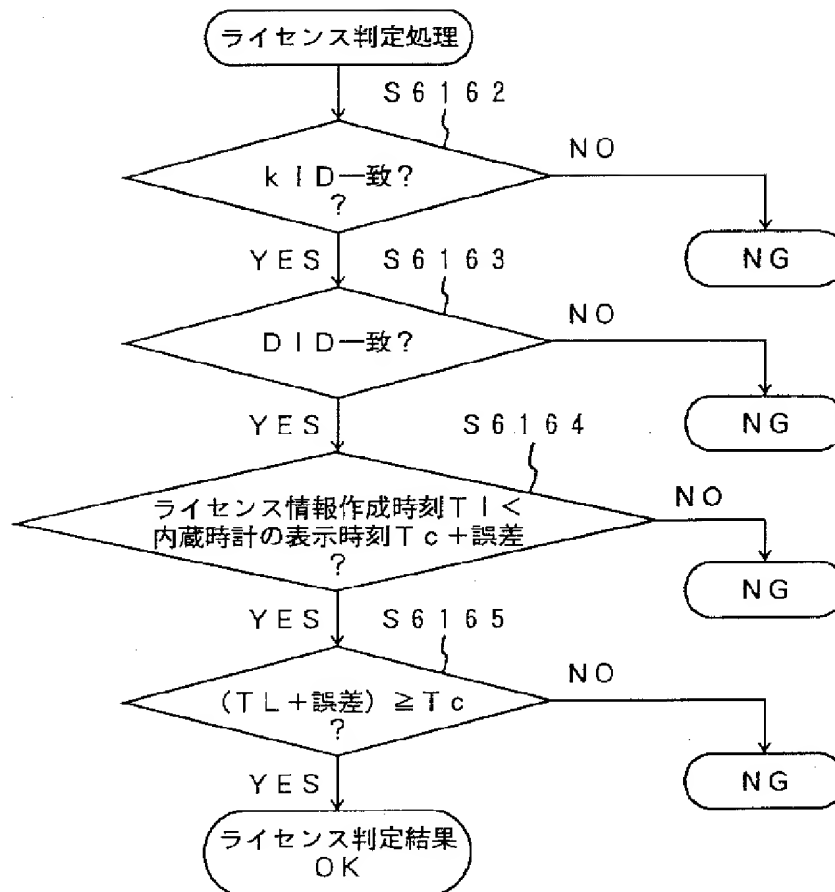 ライセンス判定処理
S6162
kID一致?
?
NO
NG
YES
S6163
DID一致?
NO
NG
YES
S6164
ライセンス情報作成時刻Tl<
内蔵時計の表示時刻Tc+誤差
?
NO
NG
YES
S6165
(TL+誤差)≧Tc
?
NO
NG
YES
ライセンス判定結果
OK